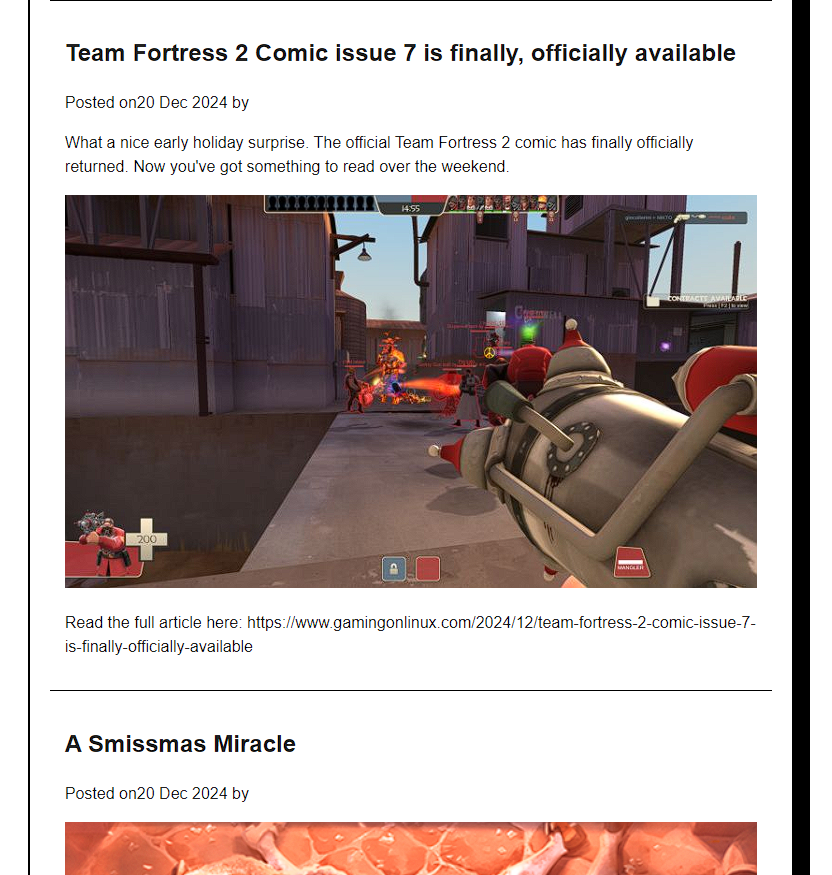 Team Fortress 2 Comic issue 7 is finally, officially available
Posted on20 Dec 2024 by
What a nice early holiday surprise. The official Team Fortress 2 comic has finally officially
returned. Now you've got something to read over the weekend.
14:55
CONTRACTS AVAILABLE
200
MANGLER
Read the full article here: https://www.gamingonlinux.com/2024/12/team-fortress-2-comic-issue-7-
is-finally-officially-available
A Smissmas Miracle
Posted on20 Dec 2024 by